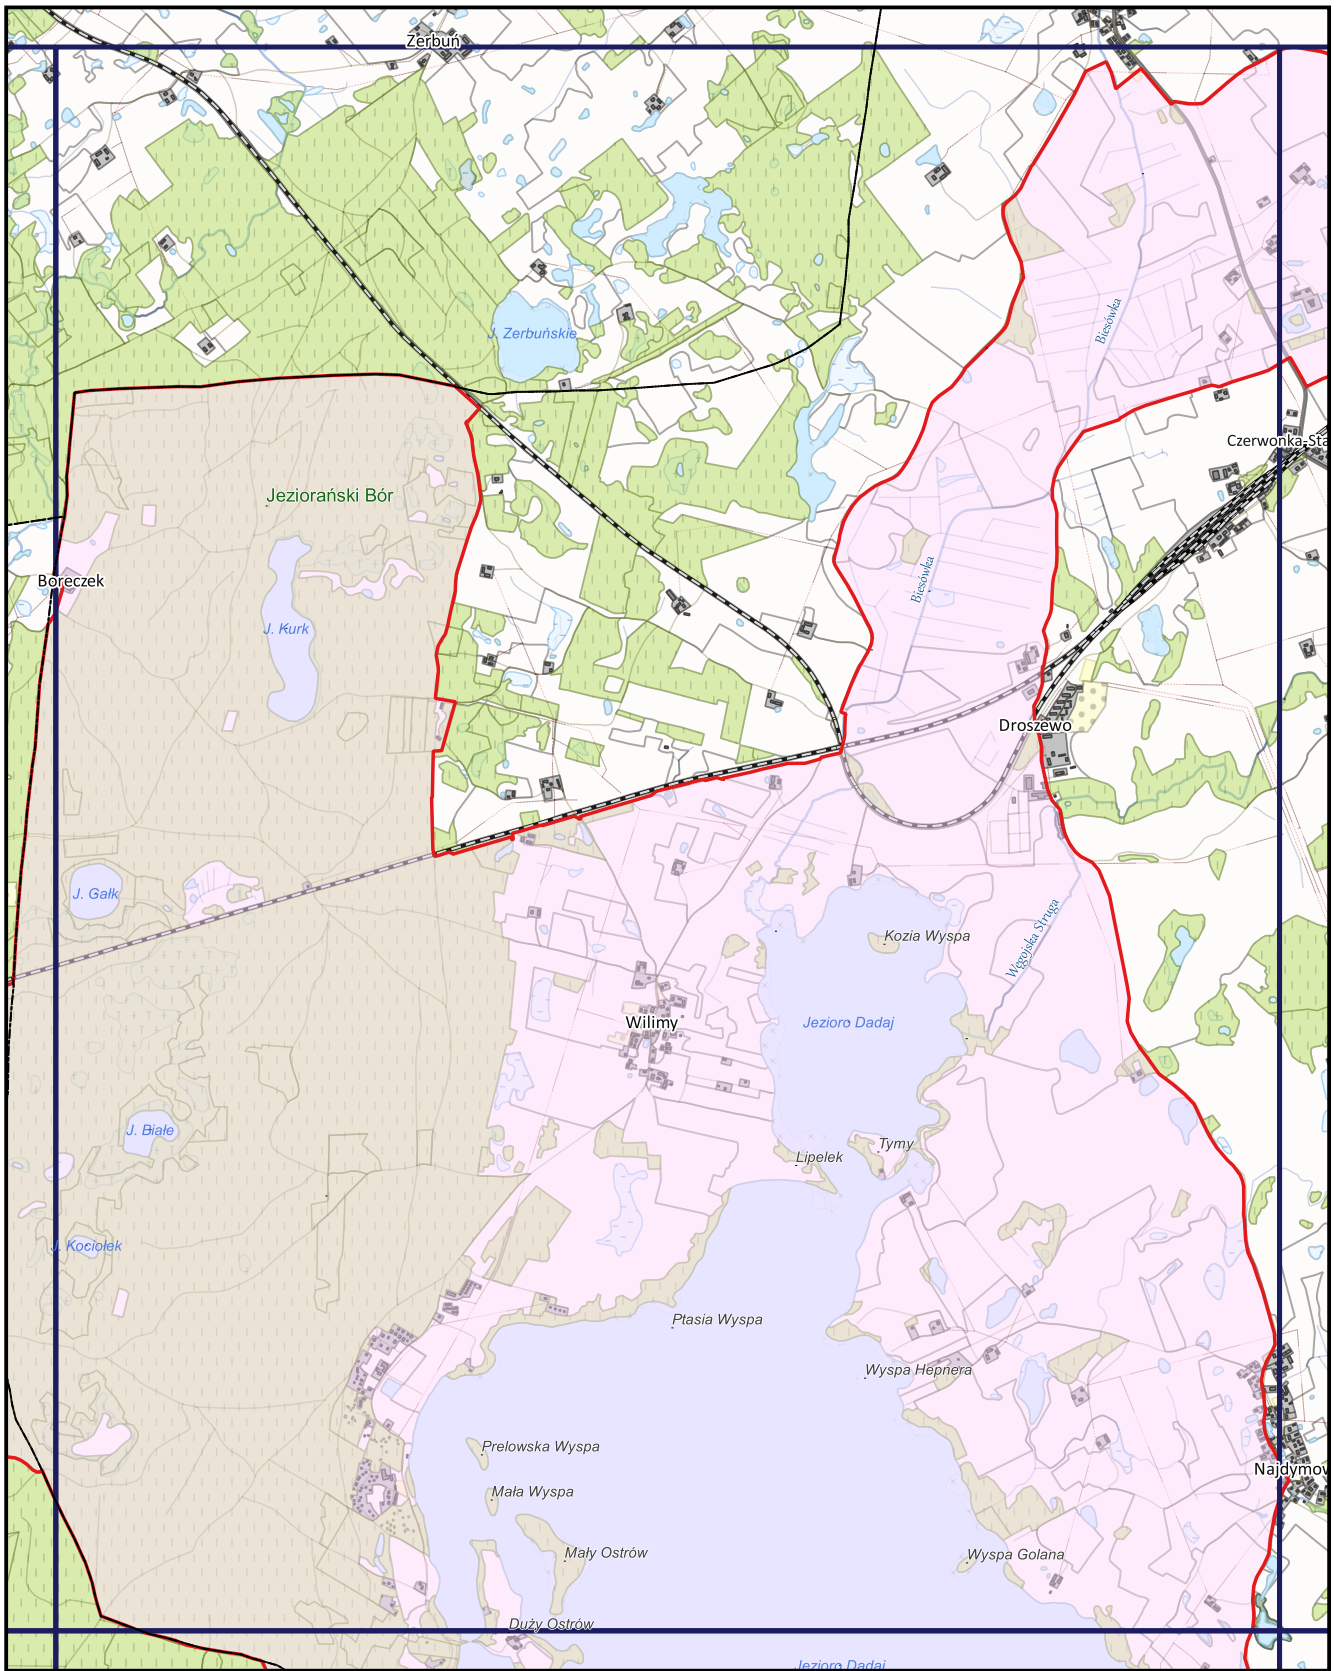 Zerbuń
Biesówka
J. Zerbuńskie
Czerwonka-Sta
Jeziorański Bór
Biesówka
Boreczek
J. Kurk
Droszewo
J. Gałk
Kozia Wyspa
Węgojska Struga
Wilimy
Jezioro Dadaj
J. Białe
Tymy
Lipelek
J. Kociołek
Ptasia Wyspa
Wyspa Hepnera
Prelowska Wyspa
Najdymow
Mała Wyspa
Mały Ostrów
Wyspa Golana
Duży Ostrów
Jezioro Dadaj